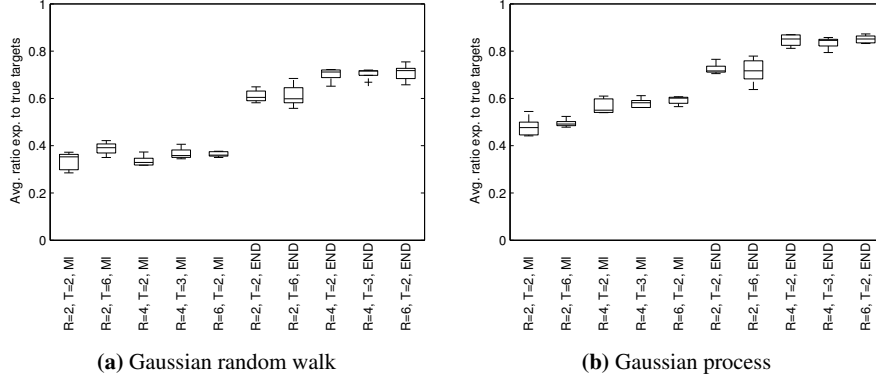 Avg. ratio exp. to true targets
1
0.8
0.6
0.4
0.2
0
R=2, T=2, MI
R=2, T=6, MI
R=4, T=2, MI
R=4, T=3, MI
R=6, T=2, MI
R=2, T=2, END
R=2, T=6, END
R=4, T=2, END
R=4, T=3, END
R=6, T=2, END
(a) Gaussian random walk
Avg. ratio exp. to true targets
1
0.8
0.6
0.4
0.2
0
R=2, T=2, MI
R=2, T=6, MI
R=4, T=2, MI
R=4, T=3, MI
R=6, T=2, MI
R=2, T=2, END
R=2, T=6, END
R=4, T=2, END
R=4, T=3, END
R=6, T=2, END
(b) Gaussian process